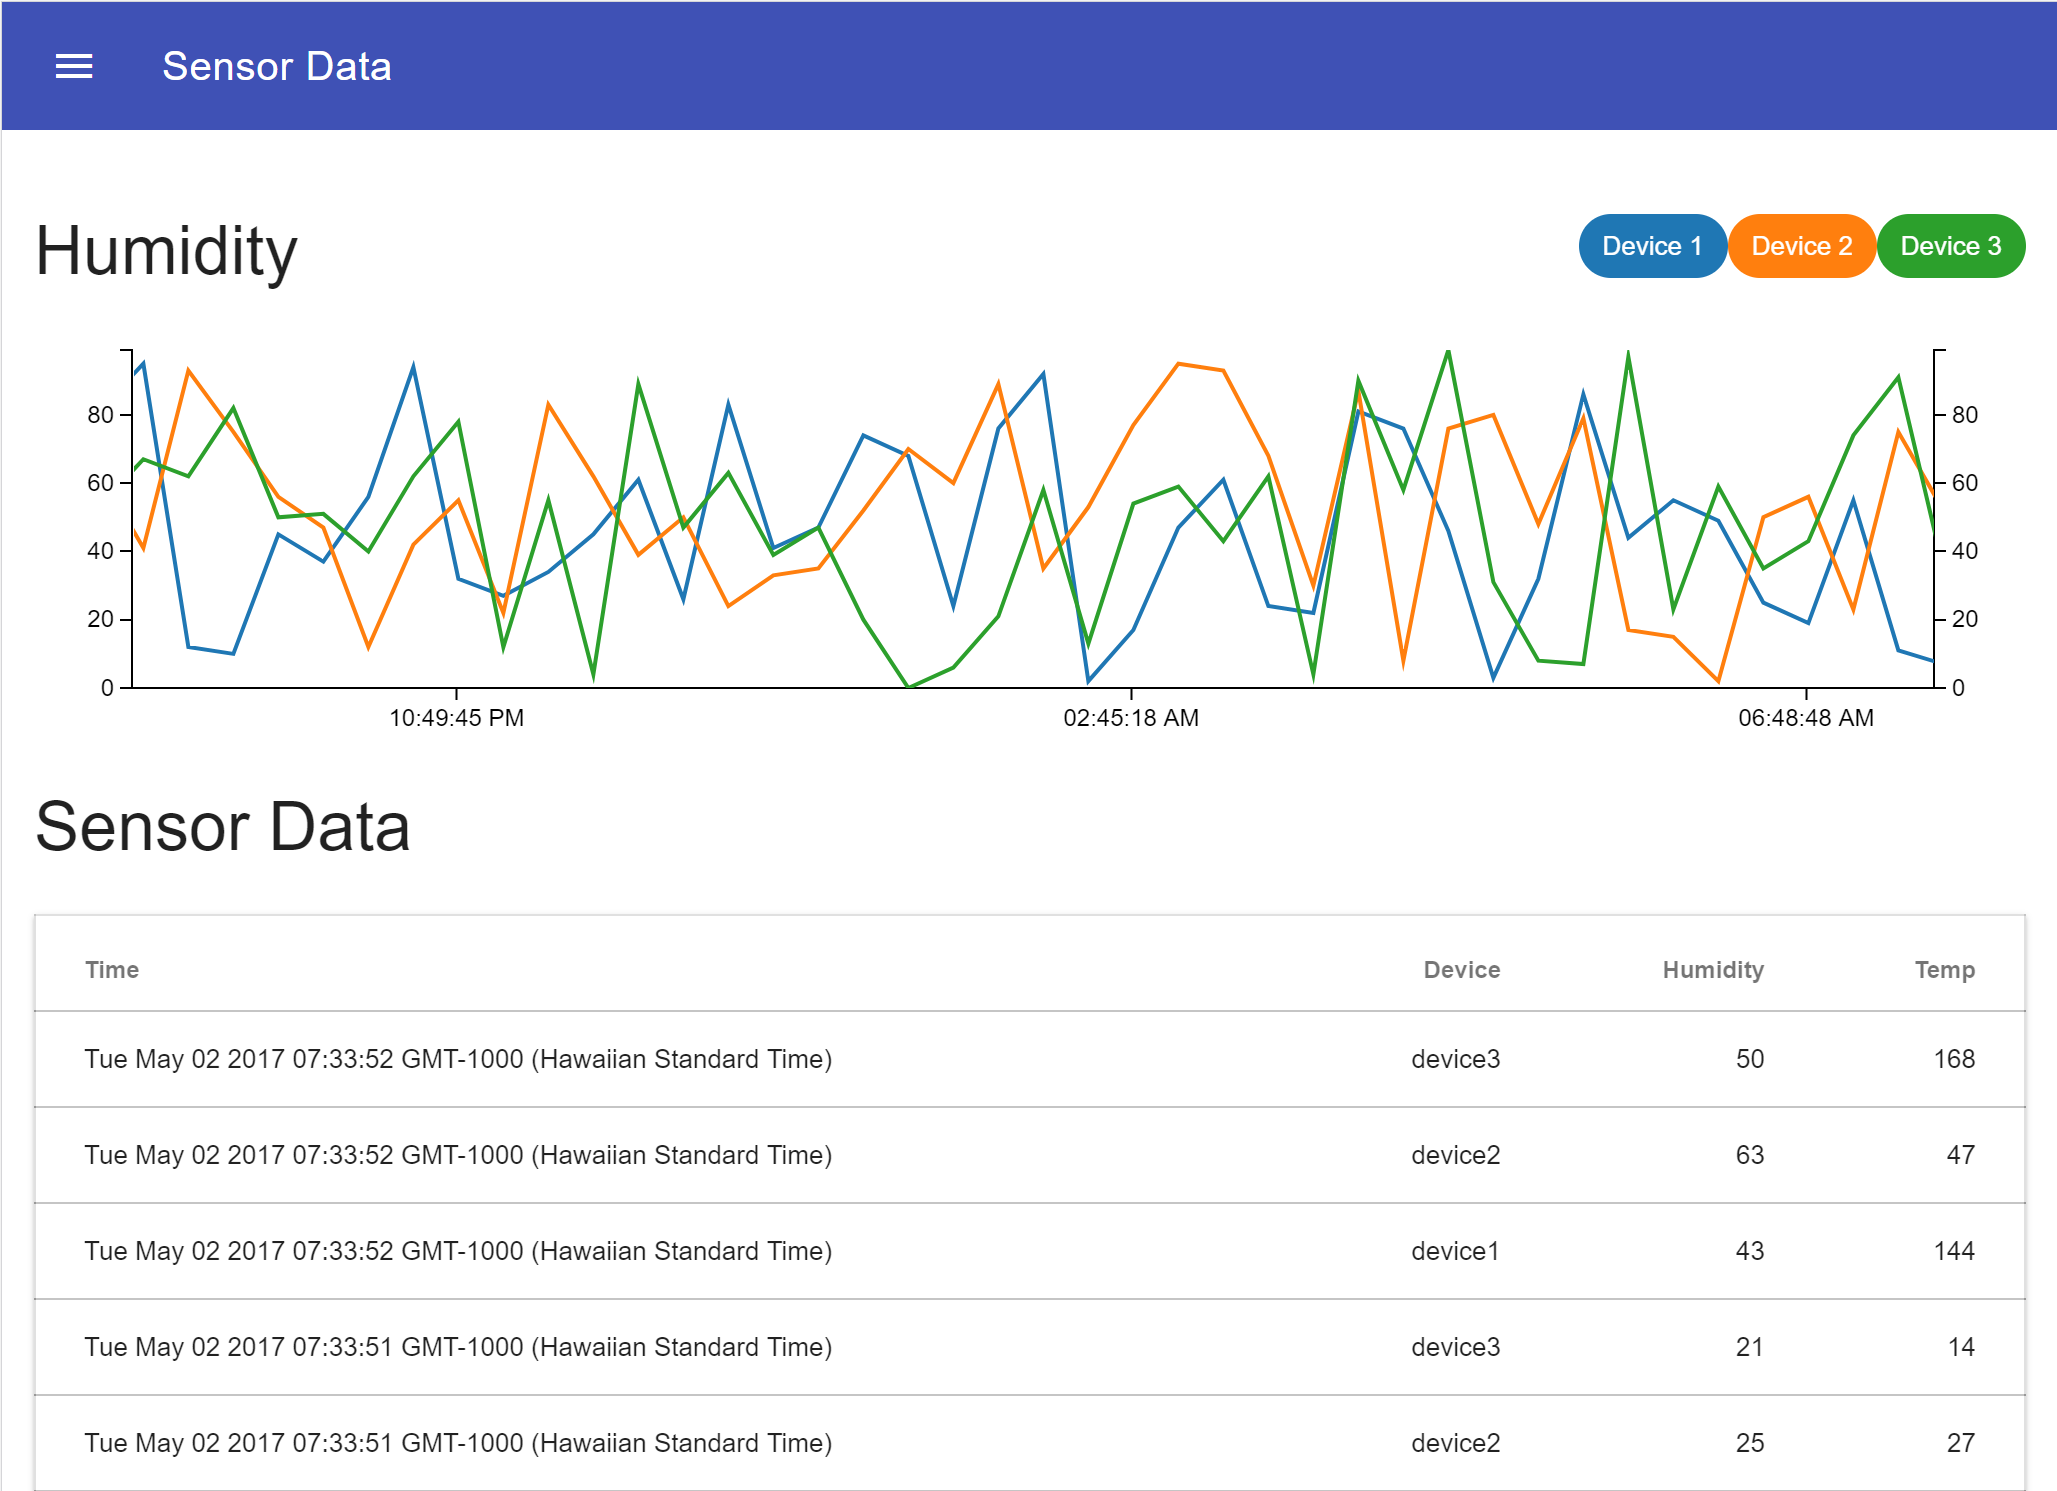 Sensor Data
Humidity
Device 1 Device 2 Device 3
80 80
60 60
40 40
20 20
0 0
10:49:45 PM 02:45:18 AM 06:48:48 AM
Sensor Data
Time Device Humidity Temp
Tue May 02 2017 07:33:52 GMT-1000 (Hawaiian Standard Time) device3 50 168
Tue May 02 2017 07:33:52 GMT-1000 (Hawaiian Standard Time) device2 63 47
Tue May 02 2017 07:33:52 GMT-1000 (Hawaiian Standard Time) device1 43 144
Tue May 02 2017 07:33:51 GMT-1000 (Hawaiian Standard Time) device3 21 14
Tue May 02 2017 07:33:51 GMT-1000 (Hawaiian Standard Time) device2 25 27